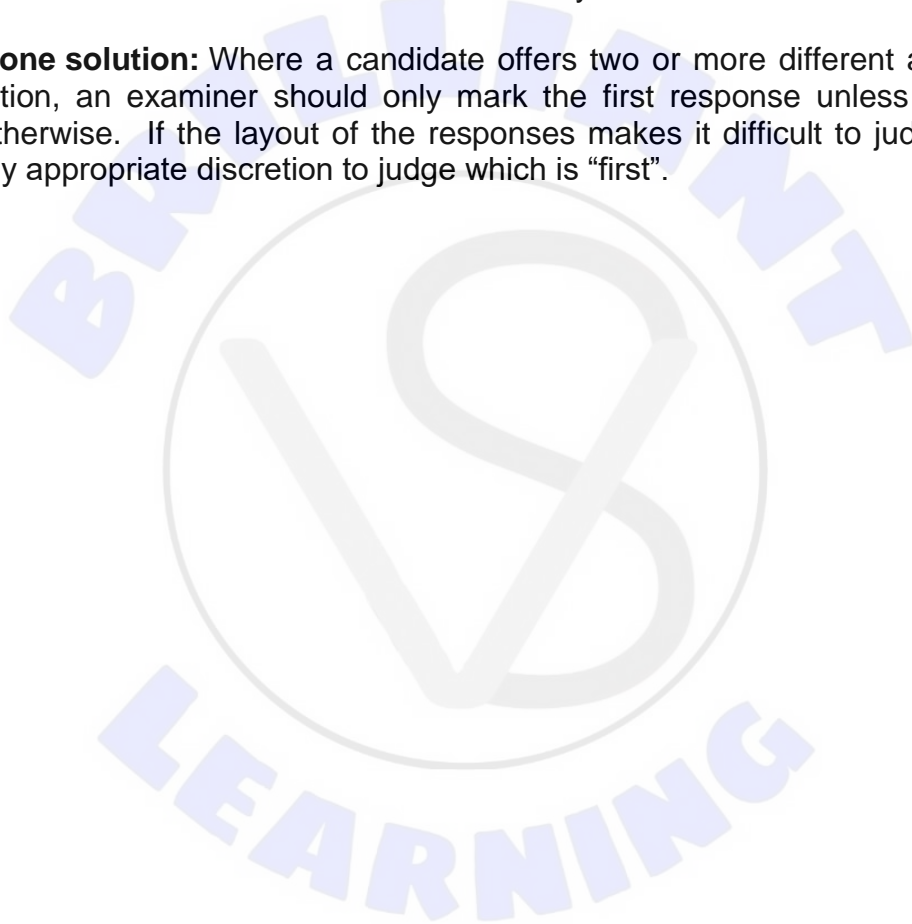 one solution: Where a candidate offers two or more different a
tion, an examiner should only mark the first response unless
therwise. If the layout of the responses makes it difficult to jud
y appropriate discretion to judge which is “first”.
BRILLIANT
VS
LEARNING